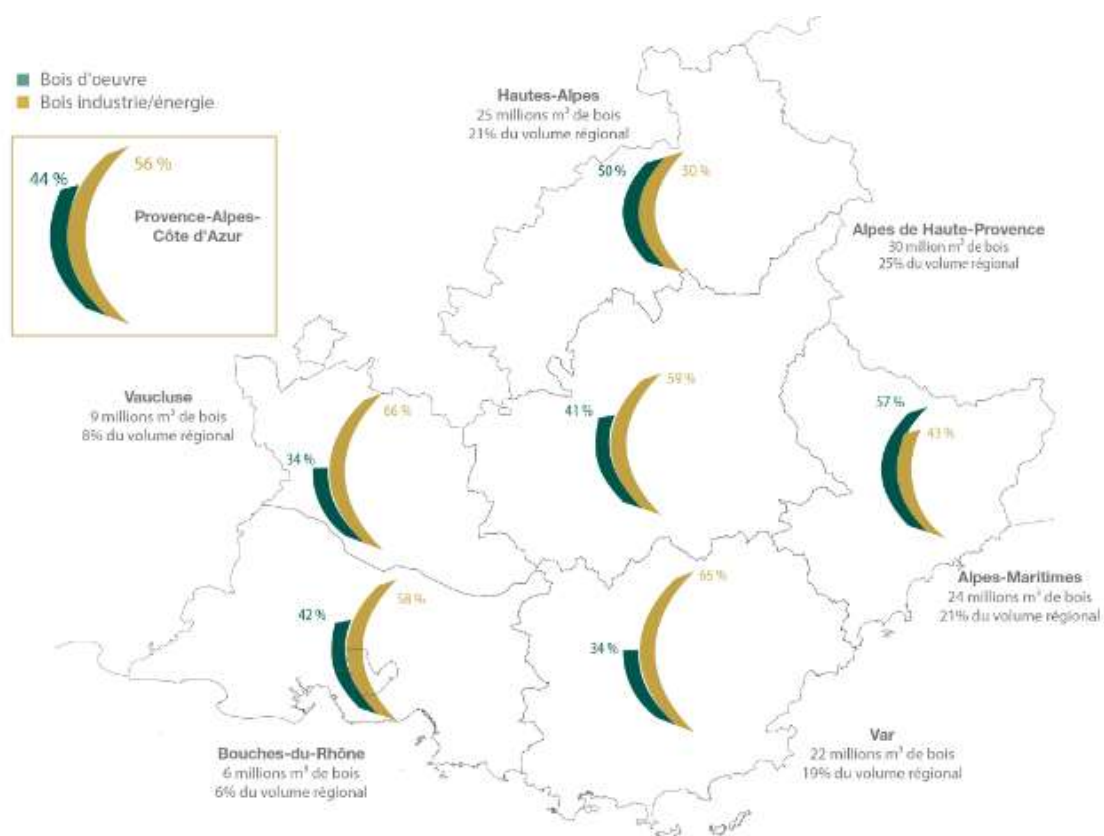 Bois d'oeuvre
Bois industrie/énergie
44 %
56 %
Provence-Alpes-
Côte d'Azur
Hautes-Alpes
25 millions m³ de bois
21% du volume régional
50 %
50 %
Alpes de Haute-Provence
30 million m³ de bois
25% du volume régional
Vaucluse
9 millions m³ de bois
8% du volume régional
66 %
34 %
59 %
41 %
57 %
43 %
Alpes-Maritimes
24 millions m³ de bois
21% du volume régional
58 %
42 %
34 %
Bouches-du-Rhône
6 millions m³ de bois
6% du volume régional
Var
22 millions m³ de bois
19% du volume régional